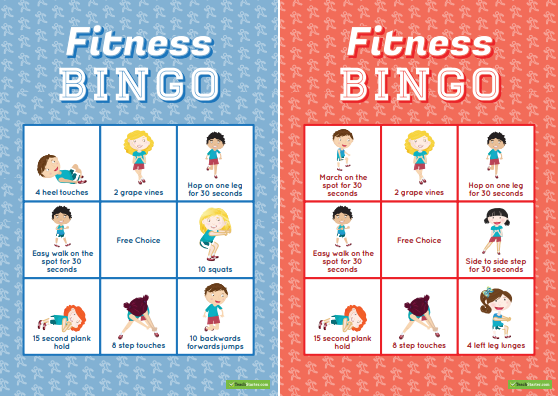 Fitness
BINGO
4 heel touches
2 grape vines
Hop on one leg
for 30 seconds
Easy walk on the
spot for 30
seconds
Free Choice
10 squats
15 second plank
hold
8 step touches
10 backwards
forwards jumps
teachstarter.com
Fitness
BINGO
March on the
spot for 30
seconds
2 grape vines
Hop on one leg
for 30 seconds
Easy walk on the
spot for 30
seconds
Free Choice
Side to side step
for 30 seconds
15 second plank
hold
8 step touches
4 left leg lunges
teachstarter.com